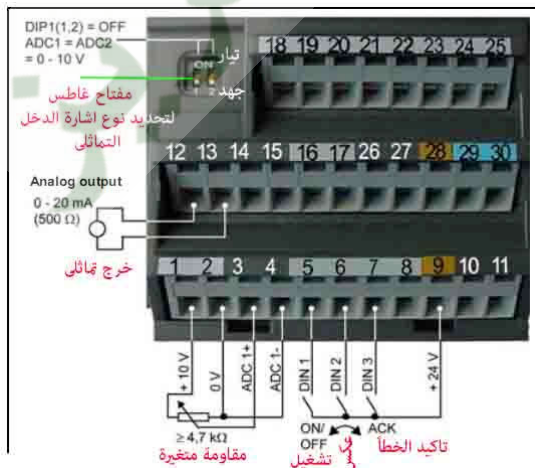 DIP1(1,2) = OFF
ADC1 = ADC2
= 0 - 10 V
تيار
ON
1 2
جهد
مفتاح غاطس
لتحديد نوع اشارة الدخل
التماثلى
18 19 20 21 22 23 24 25
12 13 14 15 16 17 26 27 28 29 30
Analog output
0 - 20 mA
(500 Ω)
خرج تماثلى
1 2 3 4 5 6 7 8 9 10 11
+ 10 V
0 V
ADC 1+
ADC 1-
DIN 1
DIN 2
DIN 3
+ 24 V
≥ 4,7 kΩ
مقاومة متغيرة
ON/
OFF
تشغيل
عكس
ACK
تاكيد الخطأ